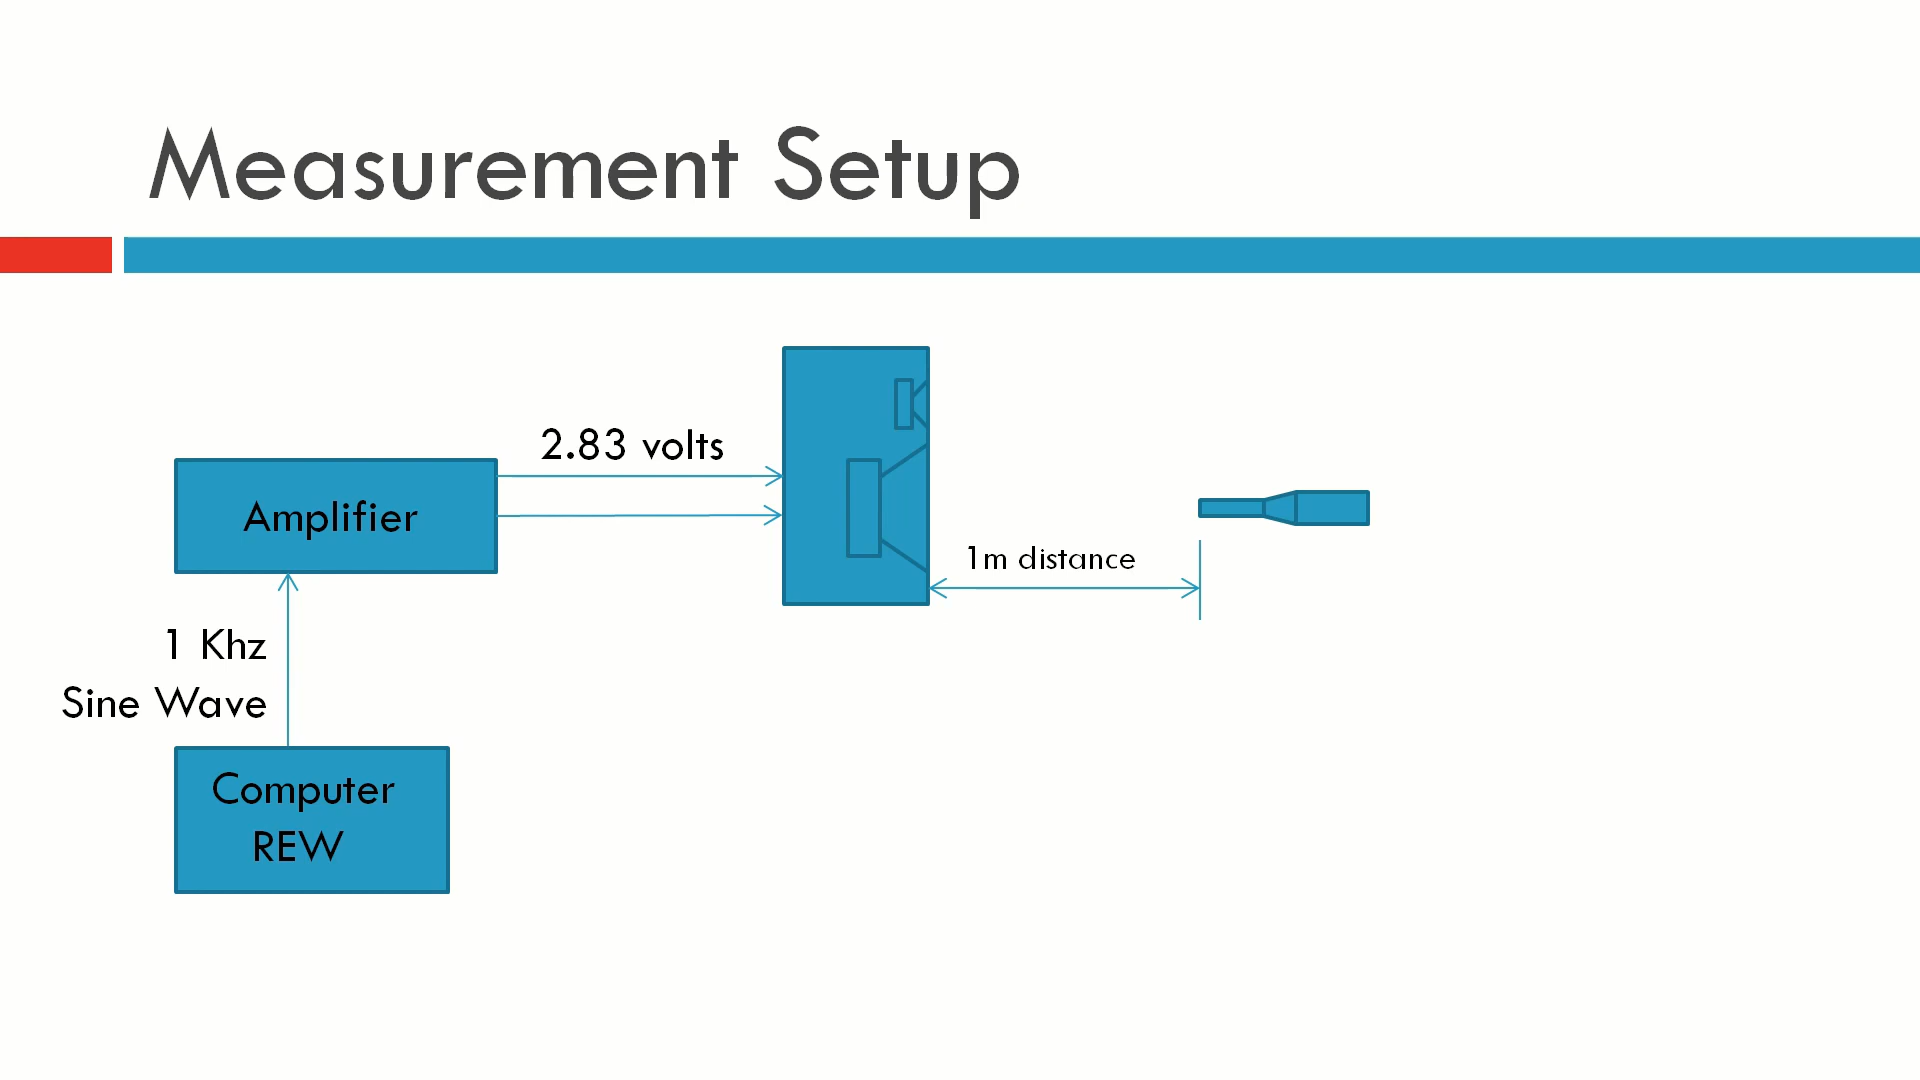 Measurement Setup
2.83 volts
Amplifier
1m distance
1 Khz
Sine Wave
Computer
REW